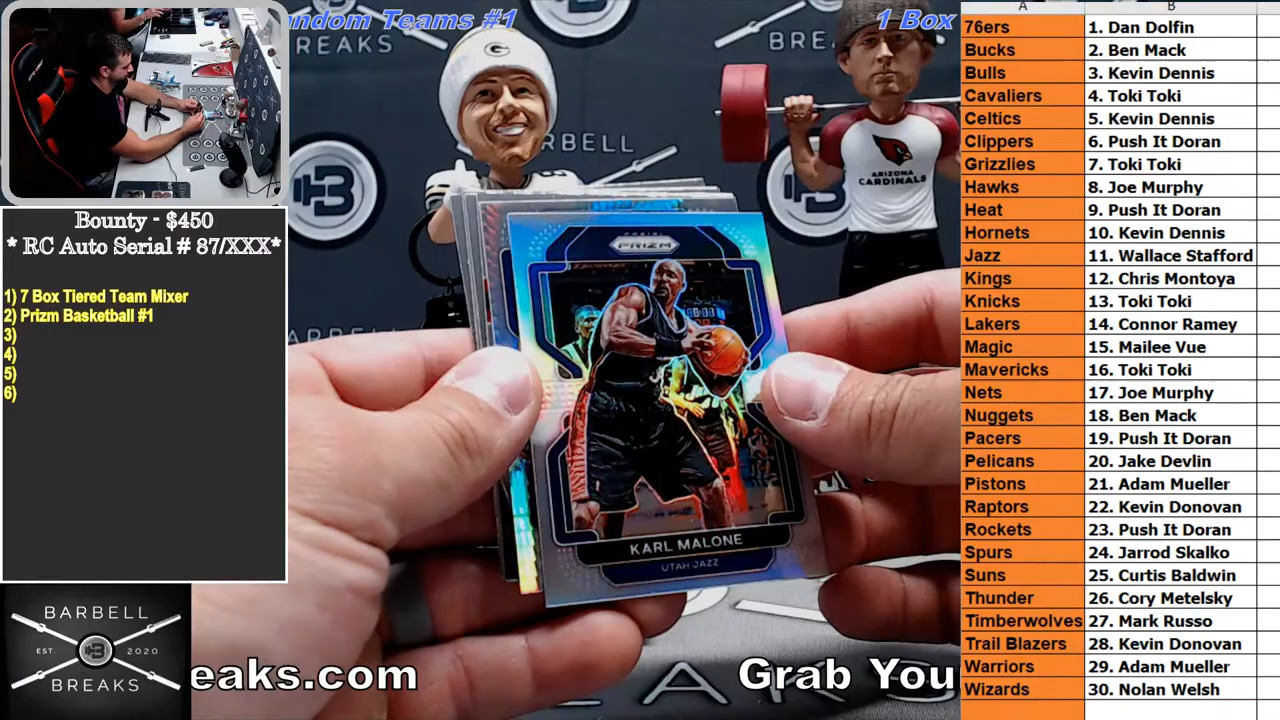 ndom Teams #1
1 Box
BREAKS
BRE
BELL
G
ARIZONA
CARDINALS
Bounty - $450
* RC Auto Serial # 87/XXX*
1) 7 Box Tiered Team Mixer
2) Prizm Basketball #1
3)
4)
5)
6)
PANINI
PRIZM
KARL MALONE
UTAH JAZZ
BARBELL
EST. 2020
BREAKS
eaks.com
Grab You
A B
76ers 1. Dan Dolfin
Bucks 2. Ben Mack
Bulls 3. Kevin Dennis
Cavaliers 4. Toki Toki
Celtics 5. Kevin Dennis
Clippers 6. Push It Doran
Grizzlies 7. Toki Toki
Hawks 8. Joe Murphy
Heat 9. Push It Doran
Hornets 10. Kevin Dennis
Jazz 11. Wallace Stafford
Kings 12. Chris Montoya
Knicks 13. Toki Toki
Lakers 14. Connor Ramey
Magic 15. Mailee Vue
Mavericks 16. Toki Toki
Nets 17. Joe Murphy
Nuggets 18. Ben Mack
Pacers 19. Push It Doran
Pelicans 20. Jake Devlin
Pistons 21. Adam Mueller
Raptors 22. Kevin Donovan
Rockets 23. Push It Doran
Spurs 24. Jarrod Skalko
Suns 25. Curtis Baldwin
Thunder 26. Cory Metelsky
Timberwolves 27. Mark Russo
Trail Blazers 28. Kevin Donovan
Warriors 29. Adam Mueller
Wizards 30. Nolan Welsh